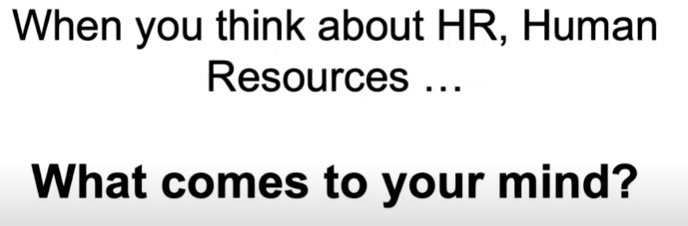 When you think about HR, Human
Resources …
What comes to your mind?